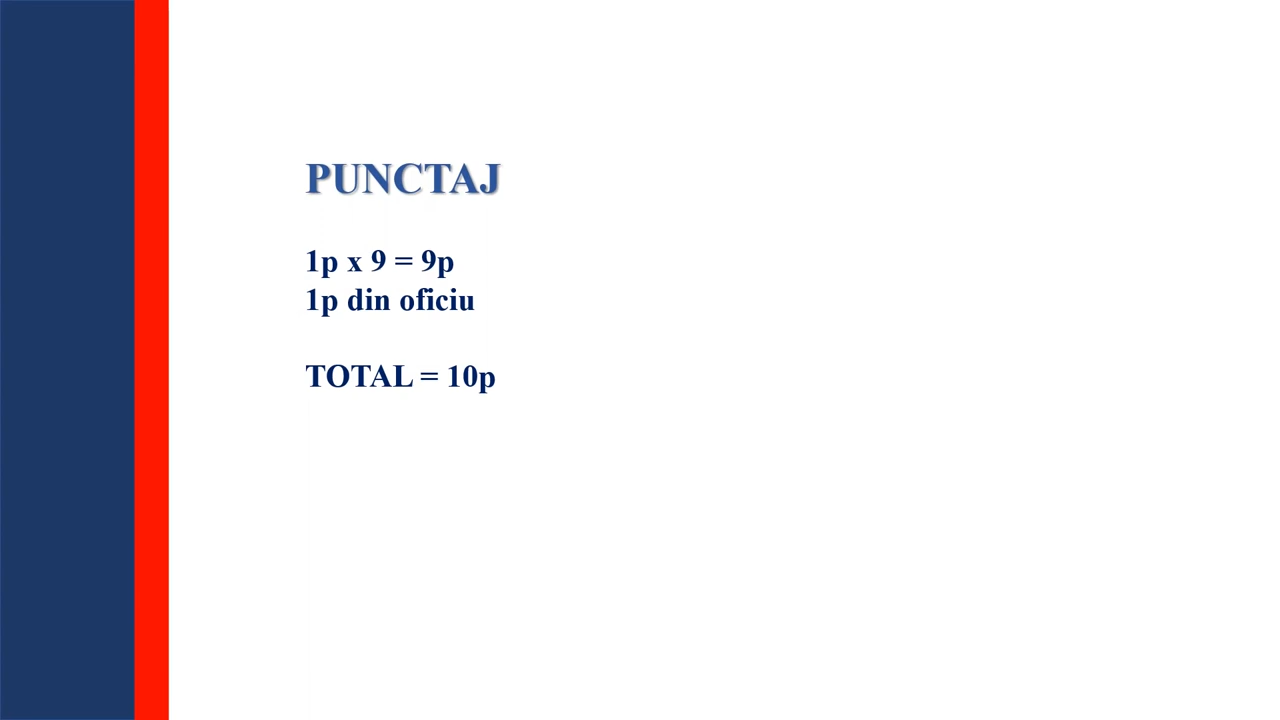 PUNCTAJ
1p x 9 = 9p
1p din oficiu
TOTAL = 10p